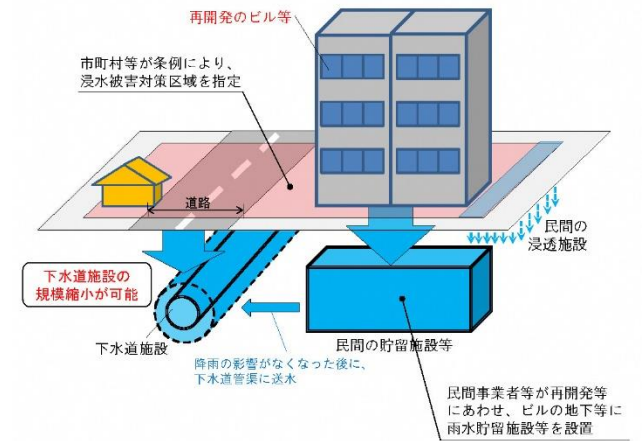 再開発のビル等
市町村等が条例により、
浸水被害対策区域を指定
道路
民間の
浸透施設
下水道施設の
規模縮小が可能
下水道施設
民間の貯留施設等
降雨の影響がなくなった後に、
下水道管渠に送水
民間事業者等が再開発等
にあわせ、ビルの地下等に
雨水貯留施設等を設置